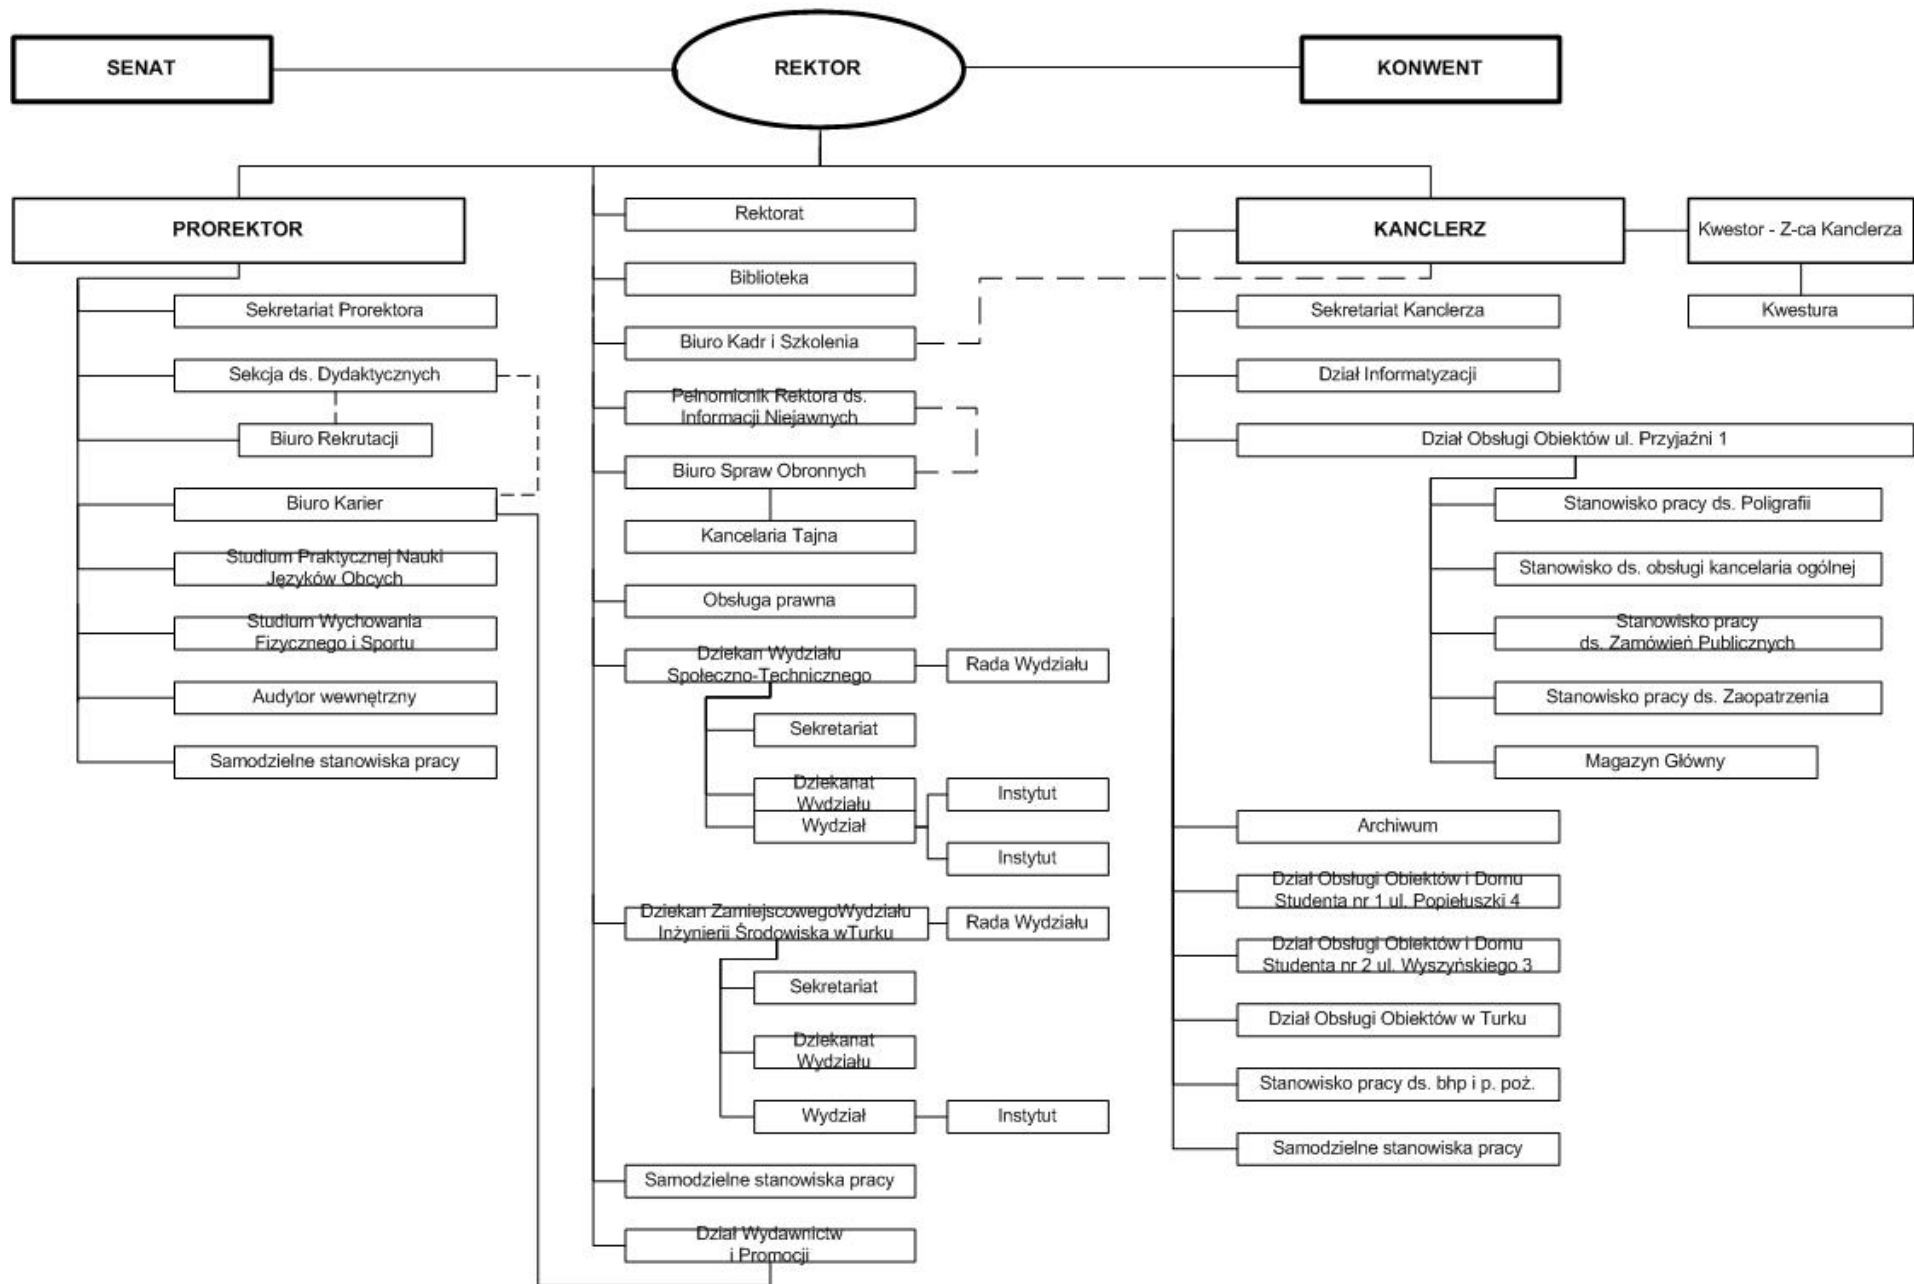 SENAT
REKTOR
KONWENT
PROREKTOR
Sekretariat Prorektora
Sekcja ds. Dydaktycznych
Biuro Rekrutacji
Biuro Karier
Studium Praktycznej Nauki
Języków Obcych
Studium Wychowania
Fizycznego i Sportu
Audytor wewnętrzny
Samodzielne stanowiska pracy
Rektorat
Biblioteka
Biuro Kadr i Szkolenia
Pełnomicnik Rektora ds.
Informacji Niejawnych
Biuro Spraw Obronnych
Kancelaria Tajna
Obsługa prawna
Dziekan Wydziału
Społeczno-Technicznego
Rada Wydziału
Sekretariat
Dziekanat
Wydziału
Wydział
Instytut
Instytut
Dziekan ZamiejscowegoWydziału
Inżynierii Środowiska wTurku
Rada Wydziału
Sekretariat
Dziekanat
Wydziału
Wydział
Instytut
Samodzielne stanowiska pracy
Dział Wydawnictw
i Promocji
KANCLERZ
Kwestor - Z-ca Kanclerza
Kwestura
Sekretariat Kanclerza
Dział Informatyzacji
Dział Obsługi Obiektów ul. Przyjaźni 1
Stanowisko pracy ds. Poligrafii
Stanowisko ds. obsługi kancelaria ogólnej
Stanowisko pracy
ds. Zamówień Publicznych
Stanowisko pracy ds. Zaopatrzenia
Magazyn Główny
Archiwum
Dział Obsługi Obiektów i Domu
Studenta nr 1 ul. Popiełuszki 4
Dział Obsługi Obiektów i Domu
Studenta nr 2 ul. Wyszyńskiego 3
Dział Obsługi Obiektów w Turku
Stanowisko pracy ds. bhp i p. poż.
Samodzielne stanowiska pracy